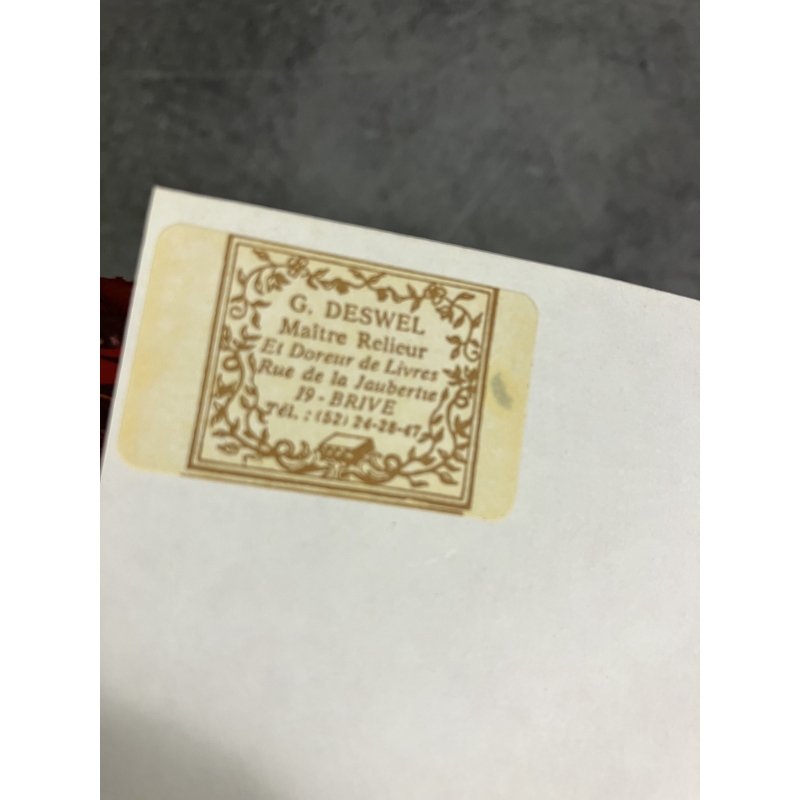 G. DESWEL
Maître Relieur
Et Doreur de Livres
Rue de la Jaubertie
19 - BRIVE
Tél. : (52) 24-28-47